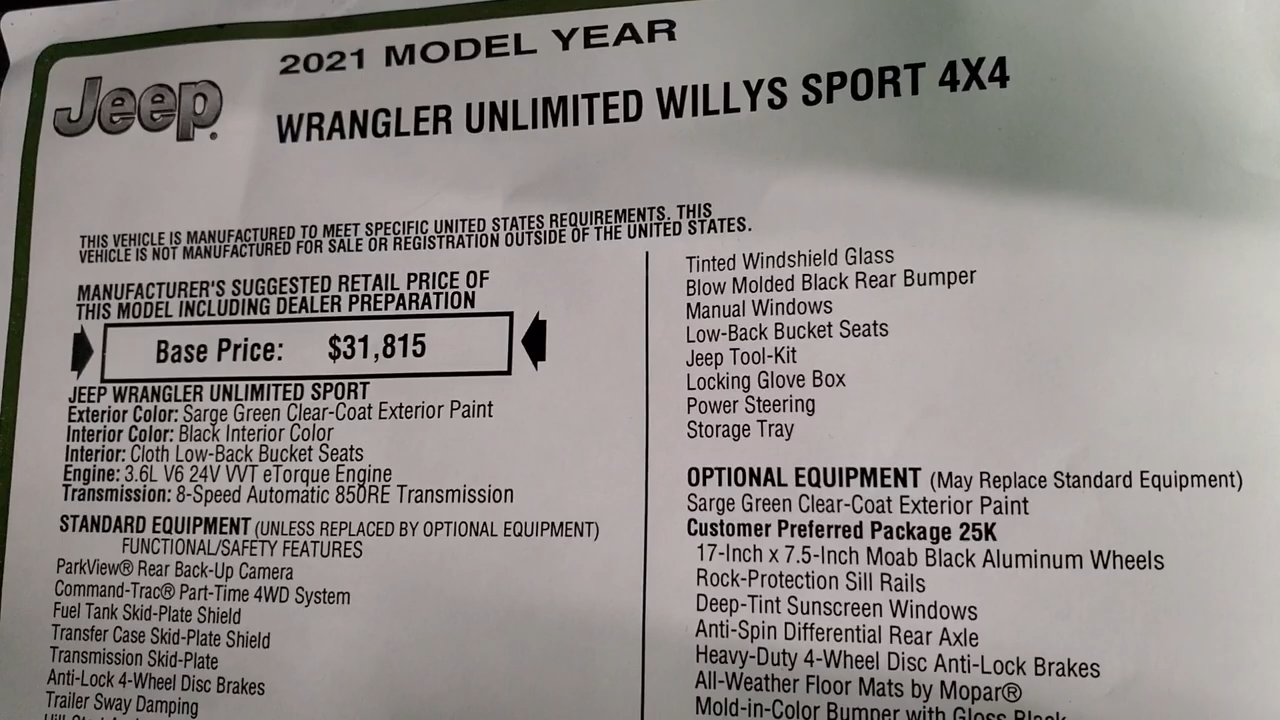 Jeep
2021 MODEL YEAR
WRANGLER UNLIMITED WILLYS SPORT 4X4
THIS VEHICLE IS MANUFACTURED TO MEET SPECIFIC UNITED STATES REQUIREMENTS. THIS
VEHICLE IS NOT MANUFACTURED FOR SALE OR REGISTRATION OUTSIDE OF THE UNITED STATES.
MANUFACTURER'S SUGGESTED RETAIL PRICE OF
THIS MODEL INCLUDING DEALER PREPARATION
Base Price: $31,815
JEEP WRANGLER UNLIMITED SPORT
Exterior Color: Sarge Green Clear-Coat Exterior Paint
Interior Color: Black Interior Color
Interior: Cloth Low-Back Bucket Seats
Engine: 3.6L V6 24V VVT eTorque Engine
Transmission: 8-Speed Automatic 850RE Transmission
STANDARD EQUIPMENT (UNLESS REPLACED BY OPTIONAL EQUIPMENT)
FUNCTIONAL/SAFETY FEATURES
ParkView® Rear Back-Up Camera
Command-Trac® Part-Time 4WD System
Fuel Tank Skid-Plate Shield
Transfer Case Skid-Plate Shield
Transmission Skid-Plate
Anti-Lock 4-Wheel Disc Brakes
Trailer Sway Damping
Tinted Windshield Glass
Blow Molded Black Rear Bumper
Manual Windows
Low-Back Bucket Seats
Jeep Tool-Kit
Locking Glove Box
Power Steering
Storage Tray
OPTIONAL EQUIPMENT (May Replace Standard Equipment)
Sarge Green Clear-Coat Exterior Paint
Customer Preferred Package 25K
17-Inch x 7.5-Inch Moab Black Aluminum Wheels
Rock-Protection Sill Rails
Deep-Tint Sunscreen Windows
Anti-Spin Differential Rear Axle
Heavy-Duty 4-Wheel Disc Anti-Lock Brakes
All-Weather Floor Mats by Mopar®
Mold-in-Color Bumper with Gloss Black